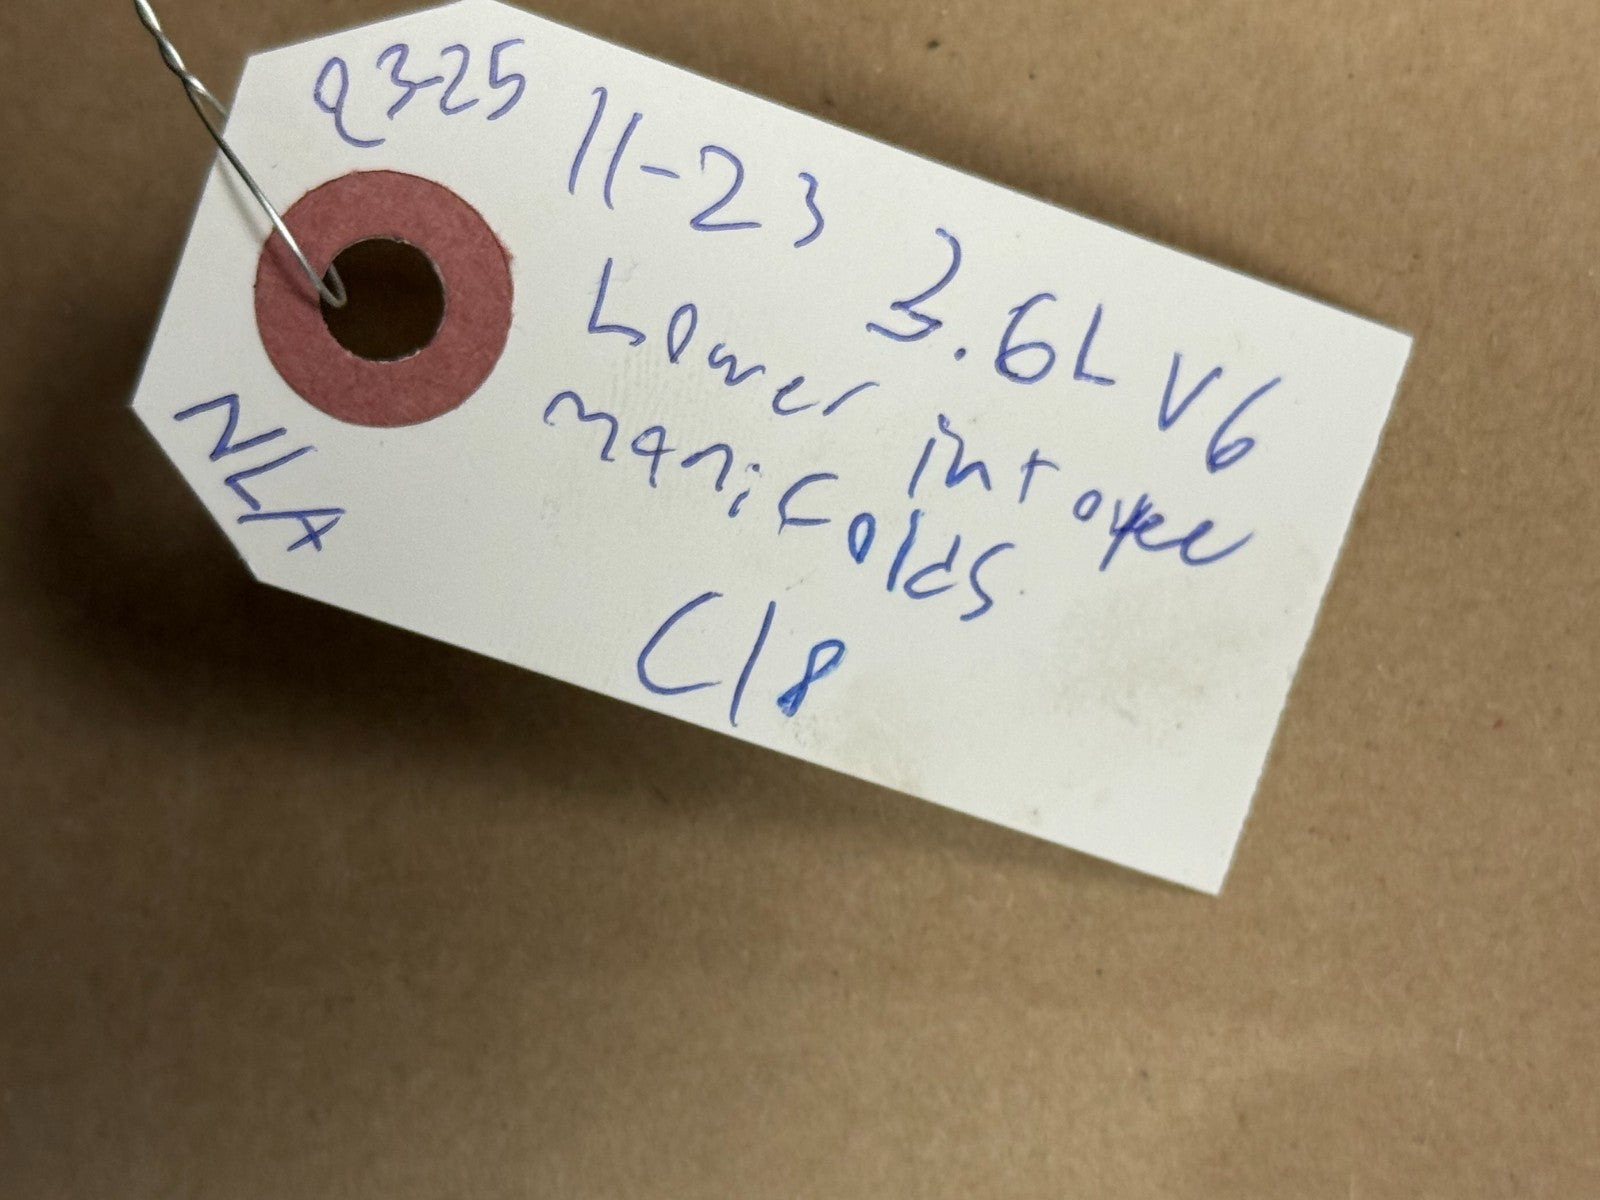 Q325
11-23 3.6L V6
Lower intake
manifolds
C18
NLA